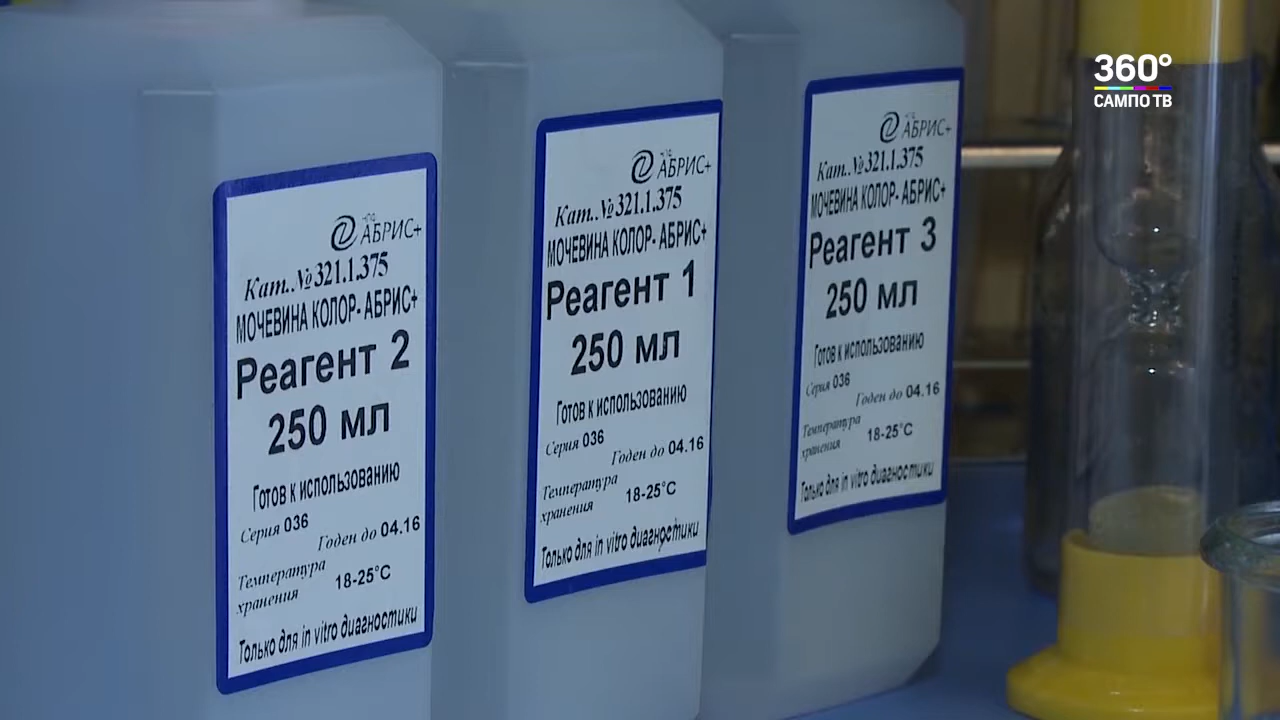 АБРИС+
Кат.№321.1.375
МОЧЕВИНА КОЛОР- АБРИС+
Реагент 2
250 мл
Готов к использованию
Серия 036
Годен до 04.16
Температура
хранения
18-25°С
Только для in vitro диагностики
АБРИС+
Кат.№321.1.375
МОЧЕВИНА КОЛОР- АБРИС+
Реагент 1
250 мл
Готов к использованию
Серия 036
Годен до 04.16
Температура
хранения
18-25°С
Только для in vitro диагностики
АБРИС+
Кат.№321.1.375
МОЧЕВИНА КОЛОР- АБРИС+
Реагент 3
250 мл
Готов к использованию
Серия 036
Годен до 04.16
Температура
хранения
18-25°С
Только для in vitro диагностики
360°
САМПО ТВ